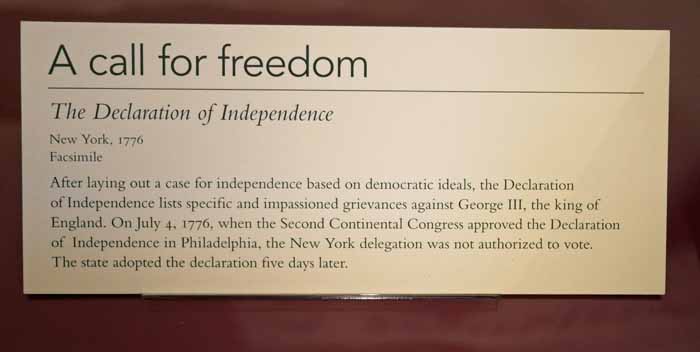 A call for freedom
The Declaration of Independence
New York, 1776
Facsimile
After laying out a case for independence based on democratic ideals, the Declaration
of Independence lists specific and impassioned grievances against George III, the king of
England. On July 4, 1776, when the Second Continental Congress approved the Declaration
of Independence in Philadelphia, the New York delegation was not authorized to vote.
The state adopted the declaration five days later.